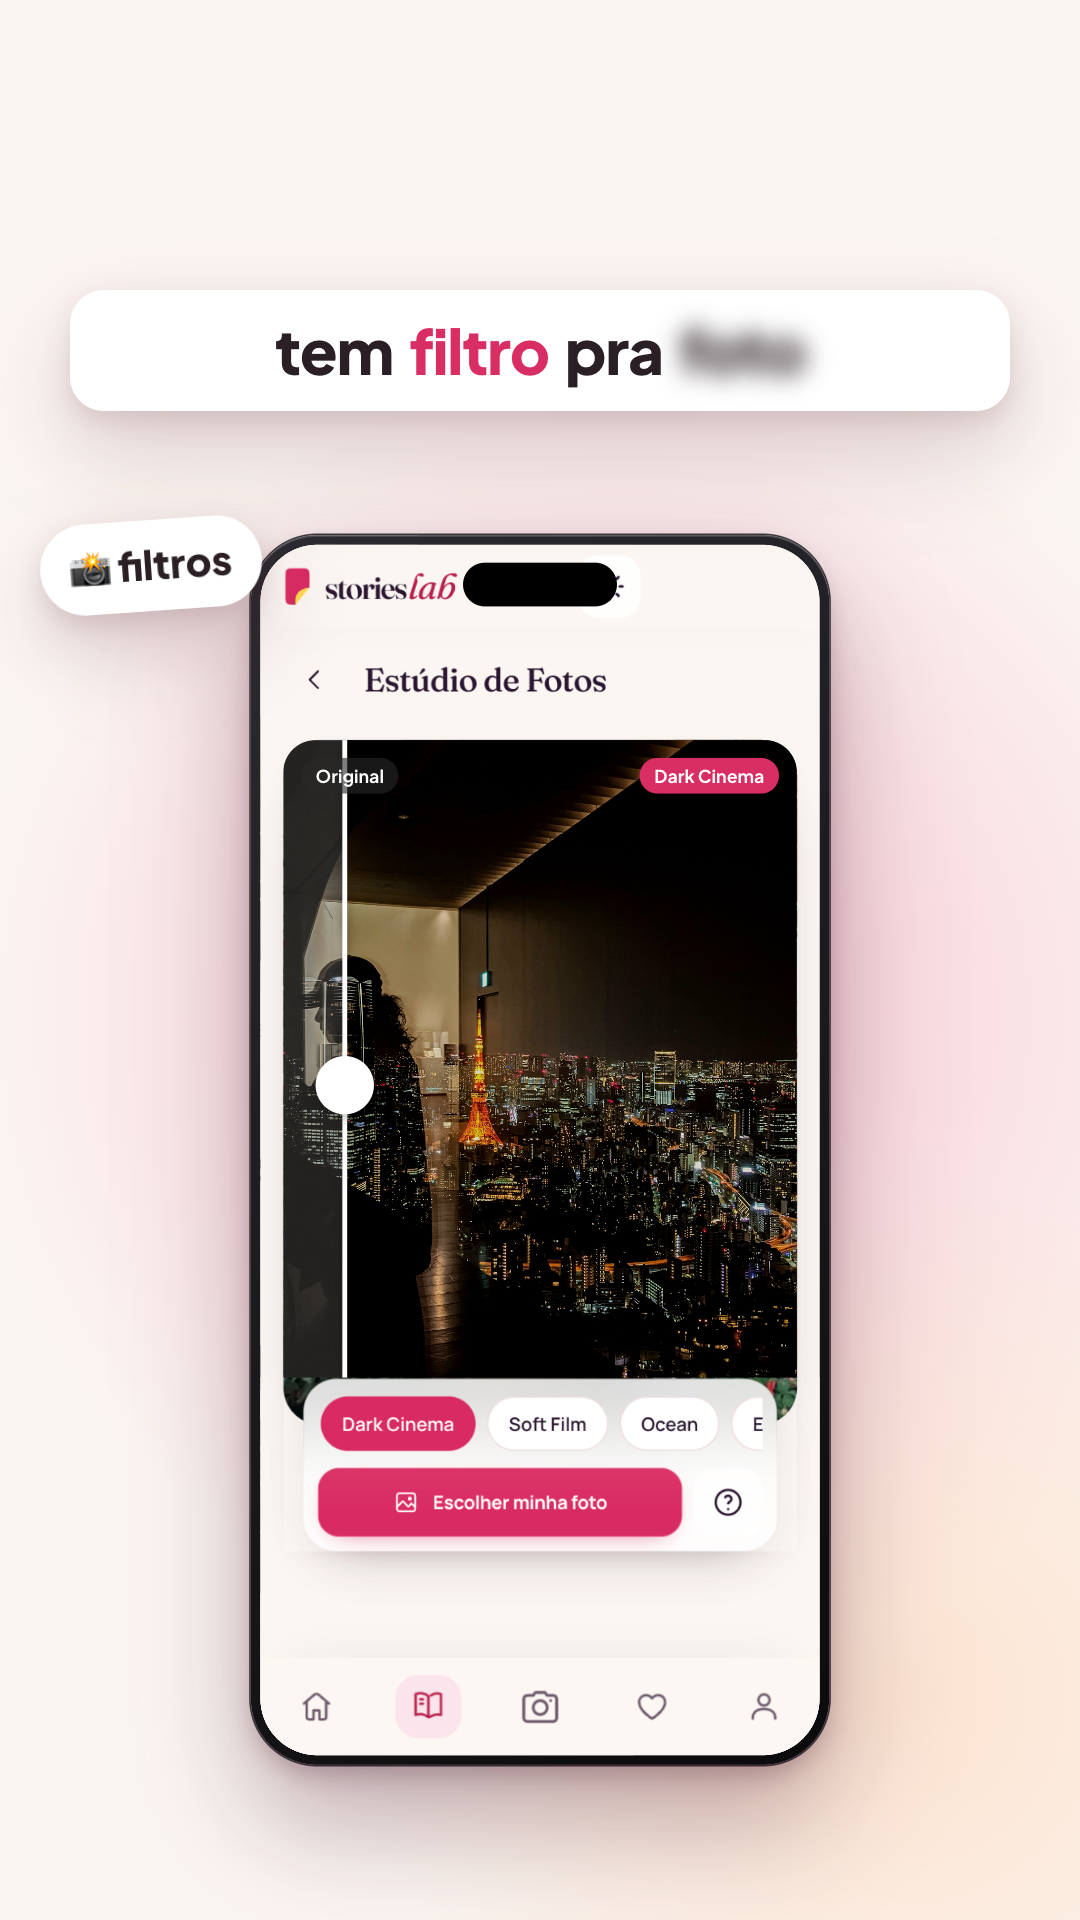 tem filtro pra
filtros
storieslab
Estúdio de Fotos
Original
Dark Cinema
Dark Cinema
Soft Film
Ocean
E
Escolher minha foto